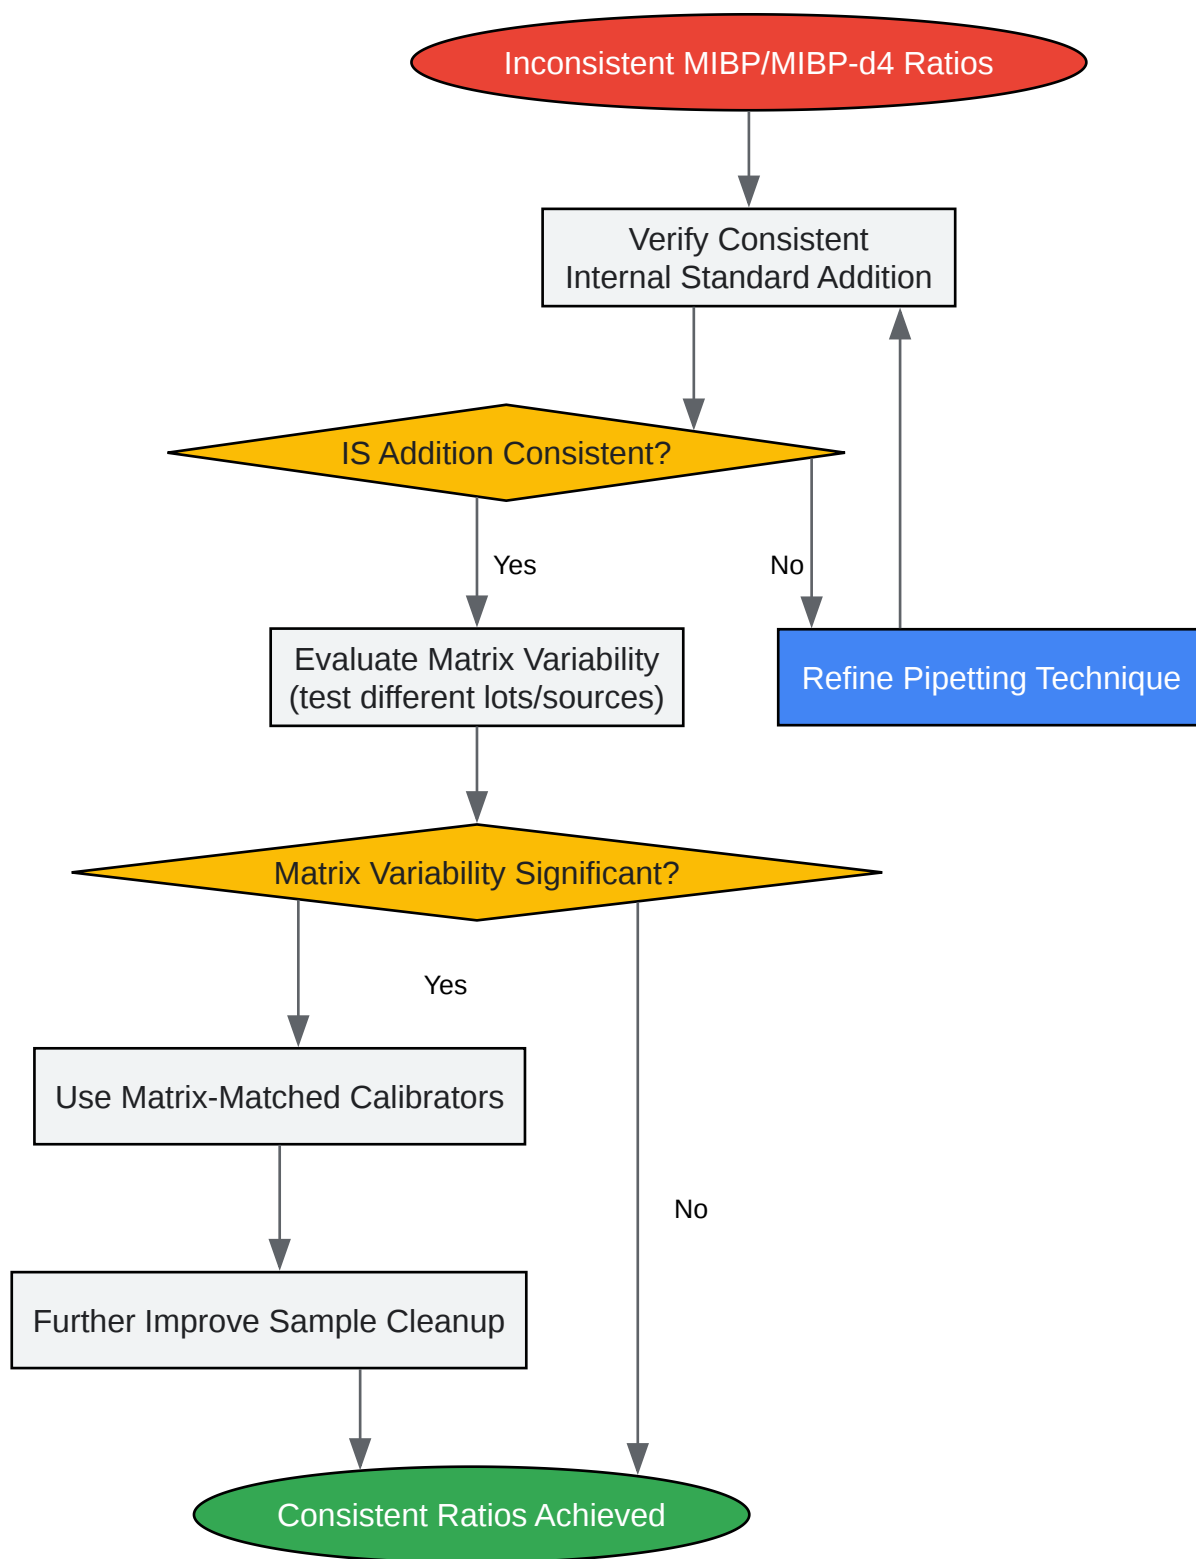 Inconsistent MIBP/MIBP-d4 Ratios
Verify Consistent
Internal Standard Addition
IS Addition Consistent?
Yes
No
Evaluate Matrix Variability
(test different lots/sources)
Refine Pipetting Technique
Matrix Variability Significant?
Yes
Use Matrix-Matched Calibrators
No
Further Improve Sample Cleanup
Consistent Ratios Achieved